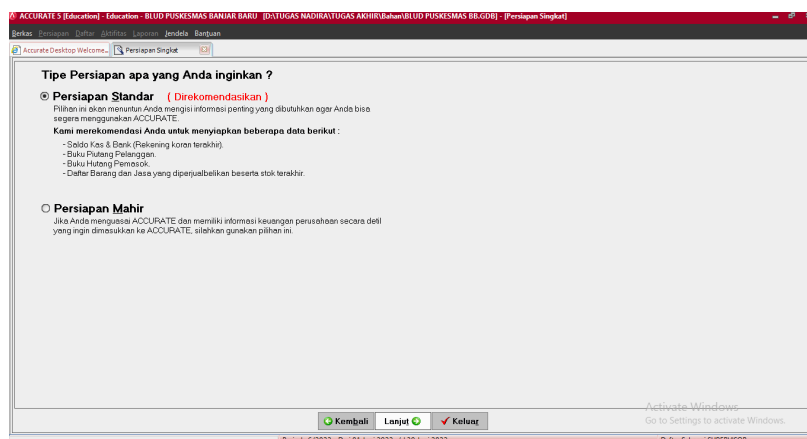 ACCURATE 5 [Education] - Education - BLUD PUSKESMAS BANJAR BARU [D:\TUGAS NADIRA\TUGAS AKHIR\Bahan\BLUD PUSKESMAS BB.GDB] - [Persiapan Singkat]
Berkas Persiapan Daftar Aktifitas Laporan Jendela Bantuan
Accurate Desktop Welcome... Persiapan Singkat
Tipe Persiapan apa yang Anda inginkan ?
Persiapan Standar ( Direkomendasikan )
Pilihan ini akan menuntun Anda mengisi informasi penting yang dibutuhkan agar Anda bisa
segera menggunakan ACCURATE.
Kami merekomendasi Anda untuk menyiapkan beberapa data berikut :
- Saldo Kas & Bank (Rekening koran terakhir).
- Buku Piutang Pelanggan.
- Buku Hutang Pemasok.
- Daftar Barang dan Jasa yang diperjualbelikan beserta stok terakhir.
Persiapan Mahir
Jika Anda menguasai ACCURATE dan memiliki informasi keuangan perusahaan secara detil
yang ingin dimasukkan ke ACCURATE, silahkan gunakan pilihan ini.
Activate Windows
Go to Settings to activate Windows.
Kembali Lanjut Keluar